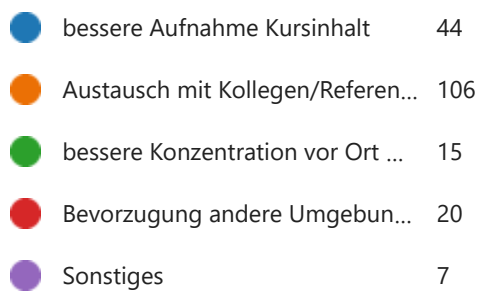 bessere Aufnahme Kursinhalt 44
Austausch mit Kollegen/Referen... 106
bessere Konzentration vor Ort ... 15
Bevorzugung andere Umgebun... 20
Sonstiges 7